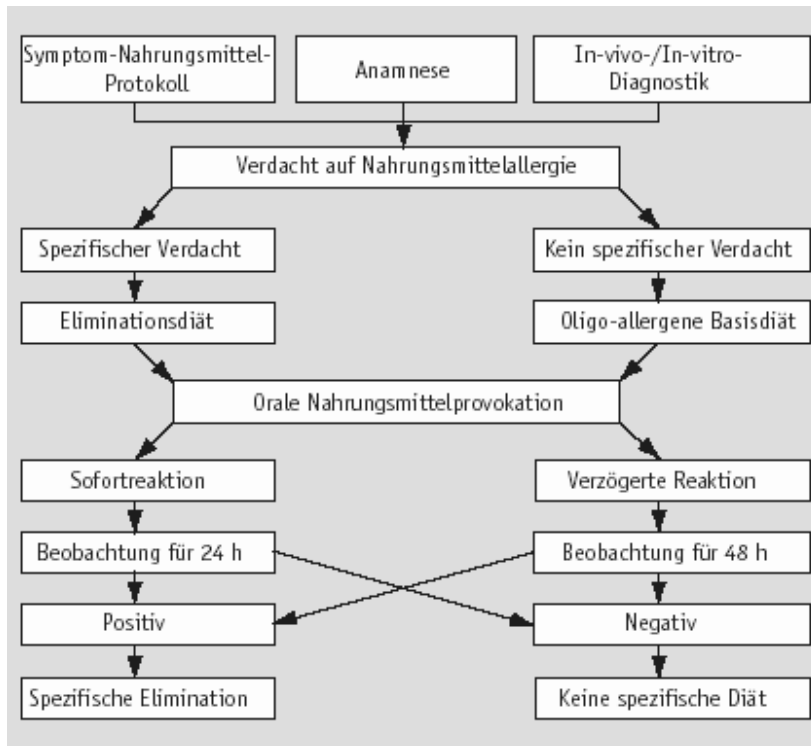 Symptom-Nahrungsmittel-
Protokoll
Anamnese
In-vivo-/In-vitro-
Diagnostik
Verdacht auf Nahrungsmittelallergie
Spezifischer Verdacht
Kein spezifischer Verdacht
Eliminationsdiät
Oligo-allergene Basisdiät
Orale Nahrungsmittelprovokation
Sofortreaktion
Verzögerte Reaktion
Beobachtung für 24 h
Beobachtung für 48 h
Positiv
Negativ
Spezifische Elimination
Keine spezifische Diät